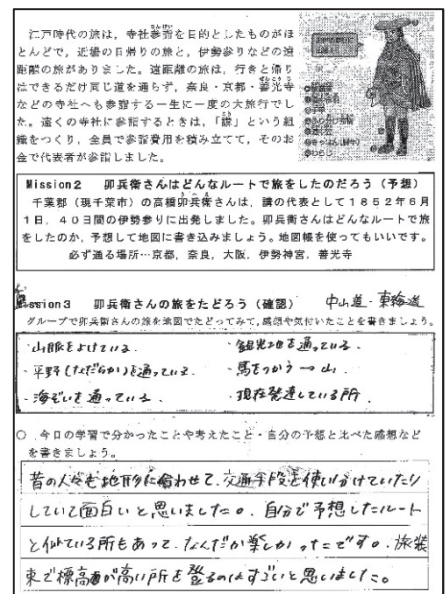 江戸時代の旅は，寺社参詣を目的としたものがほ
とんどで，近場の日帰りの旅と，伊勢参りなどの遠
距離の旅がありました。遠距離の旅は，行きと帰り
はできるだけ同じ道を通らず，奈良・京都・善光寺
などの寺社へも参詣する一生に一度の大旅行でし
た。遠くの寺社に参詣するときは，「講」という組
織をつくり，全員で参詣費用を積み立てて，そのお
金で代表者が参詣しました。
Mission2 卯兵衛さんはどんなルートで旅をしたのだろう（予想）
千葉郡（現千葉市）の高橋卯兵衛さんは，講の代表として１８５２年６月
１日，４０日間の伊勢参りに出発しました。卯兵衛さんはどんなルートで旅
をしたのか，予想して地図に書き込みましょう。地図帳を使ってもいいです。
必ず通る場所…京都，奈良，大阪，伊勢神宮，善光寺
Mission3 卯兵衛さんの旅をたどろう（確認） 中山道・東海道
グループで卯兵衛さんの旅を地図でたどってみて，感想や気付いたことを書きましょう。
・山脈をよけている。
・平野(なだらか)を通っている。
・海ぞいを通っている。
・観光地を通っている。
・馬をつかう→山
・現在発達している所
○ 今日の学習で分かったことや考えたこと・自分の予想と比べた感想など
を書きましょう。
昔の人々も地形に合わせて、交通手段を使い分けていたり
していて面白いと思いました。自分で予想したルート
と似ている所もあって、なんだか楽しかったです。旅装
束で標高が高い所を登るのはすごいと思いました。